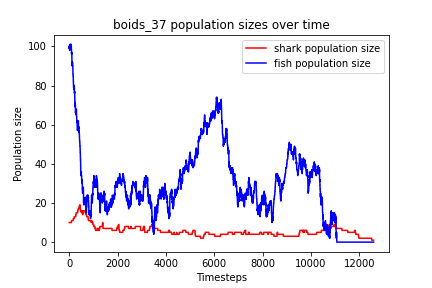 boids_37 population sizes over time
shark population size
fish population size
Population size
100
80
60
40
20
0
0 2000 4000 6000 8000 10000 12000
Timesteps